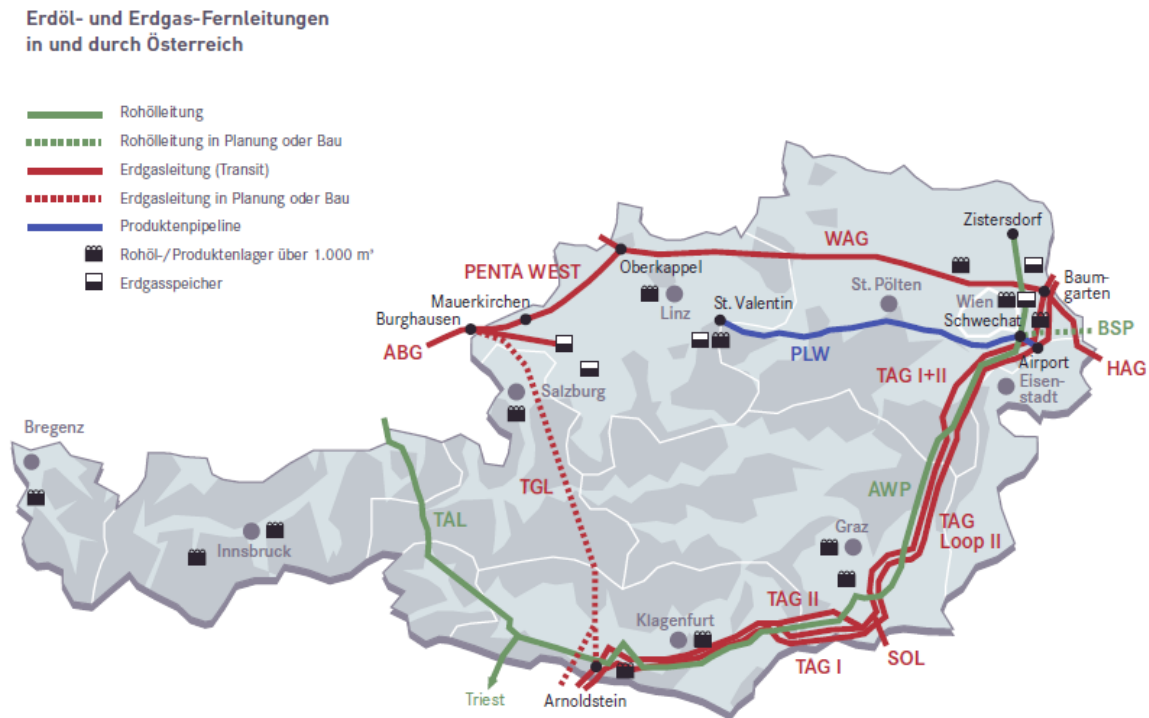 Erdöl- und Erdgas-Fernleitungen
in und durch Österreich
Rohölleitung
Rohölleitung in Planung oder Bau
Erdgasleitung (Transit)
Erdgasleitung in Planung oder Bau
Produktenpipeline
Rohöl-/Produktenlager über 1.000 m³
Erdgasspeicher
Zistersdorf
WAG
Oberkappel
PENTA WEST
Baum-
garten
Mauerkirchen
Linz
St. Valentin
St. Pölten
Wien
Burghausen
Schwechat
BSP
ABG
PLW
Airport
HAG
TAG I+II
Eisen-
stadt
Salzburg
Bregenz
TGL
AWP
TAL
TAG
Loop II
Graz
Innsbruck
TAG II
Klagenfurt
SOL
TAG I
Triest
Arnoldstein